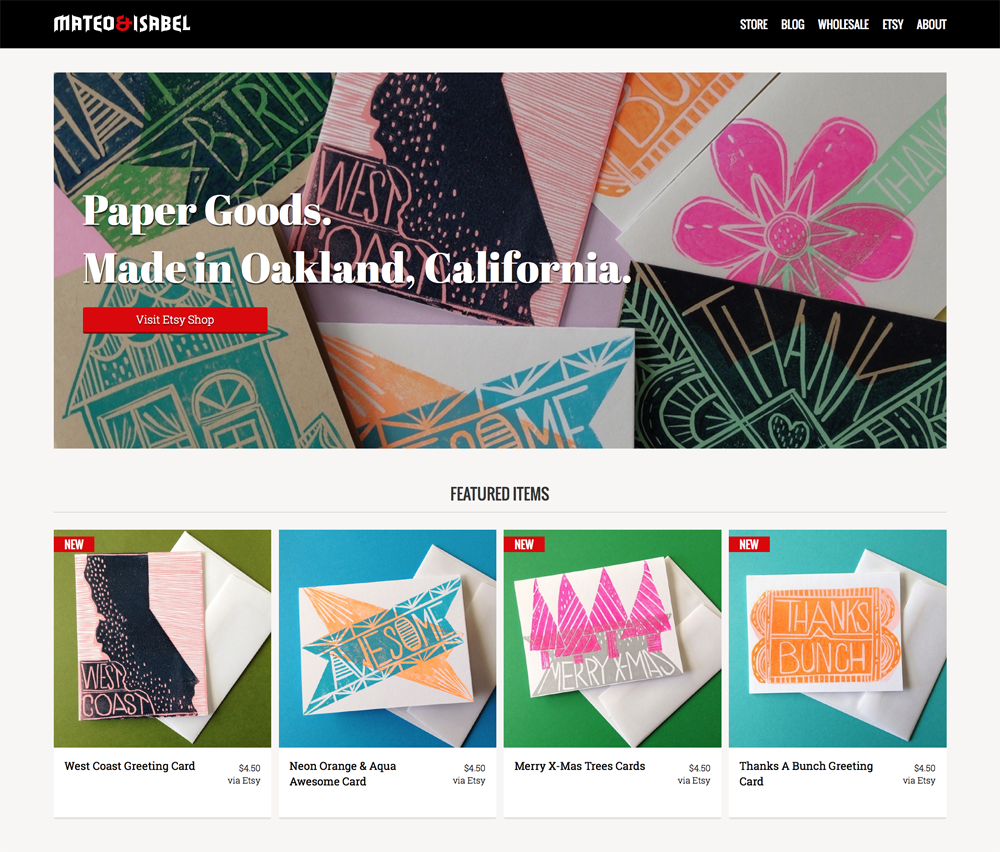 MATEO&ISABEL
STORE BLOG WHOLESALE ETSY ABOUT
THANK
BIRTH
WEST
COAST
THANK
Paper Goods.
Made in Oakland, California.
Visit Etsy Shop
THANK
FEATURED ITEMS
NEW
WEST
COAST
AWESOME
NEW
MERRY X-MAS
NEW
THANKS
A
BUNCH
West Coast Greeting Card
$4.50
via Etsy
Neon Orange & Aqua
Awesome Card
$4.50
via Etsy
Merry X-Mas Trees Cards
$4.50
via Etsy
Thanks A Bunch Greeting
Card
$4.50
via Etsy